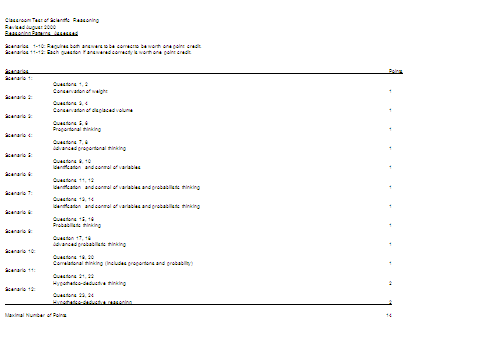 Classroom Test of Scientific Reasoning
Revised August 2000
Reasoning Patterns Assessed
Scenarios 1-10: Requires both answers to be correct to be worth one point credit
Scenarios 11-12: Each question if answered correctly is worth one point credit
Scenarios Points
Scenario 1:
Questions 1, 2
Conservation of weight 1
Scenario 2:
Questions 3, 4
Conservation of displaced volume 1
Scenario 3:
Questions 5, 6
Proportional thinking 1
Scenario 4:
Questions 7, 8
Advanced proportional thinking 1
Scenario 5:
Questions 9, 10
Identification and control of variables 1
Scenario 6:
Questions 11, 12
Identification and control of variables and probabilistic thinking 1
Scenario 7:
Questions 13, 14
Identification and control of variables and probabilistic thinking 1
Scenario 8:
Questions 15, 16
Probabilistic thinking 1
Scenario 9:
Question 17, 18
Advanced probabilistic thinking 1
Scenario 10:
Questions 19, 20
Correlational thinking (includes proportions and probability) 1
Scenario 11:
Questions 21, 22
Hypothetico-deductive thinking 2
Scenario 12:
Questions 23, 24
Hypothetico-deductive reasoning 2
Maximal Number of Points 14